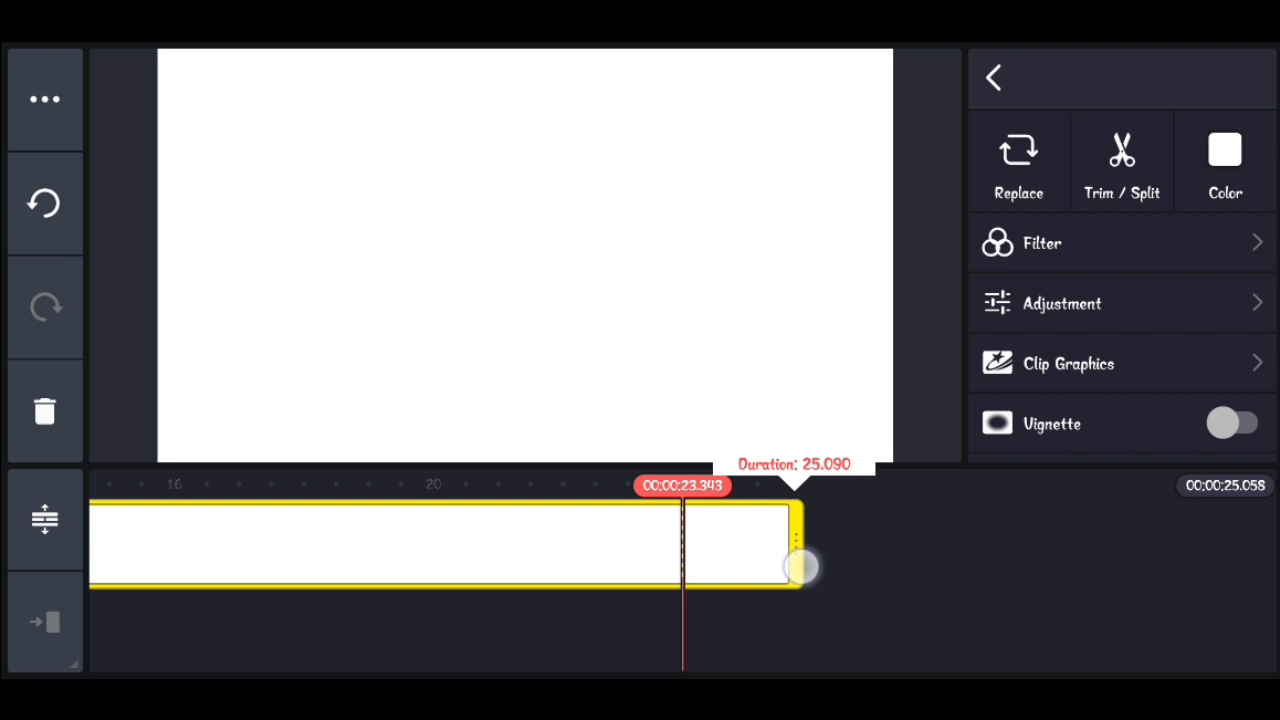 Replace
Trim / Split
Color
Filter
Adjustment
Clip Graphics
Vignette
Duration: 25.090
16
20
00:00:23.343
00:00:25.058